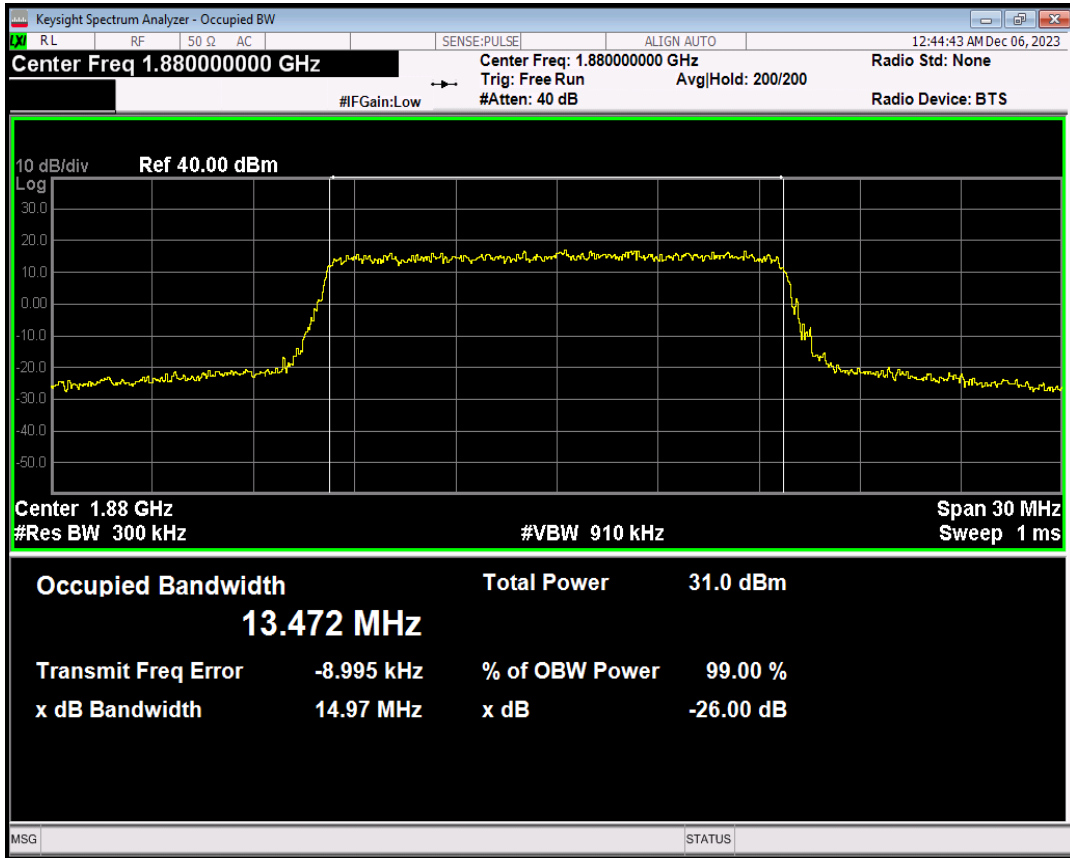 Keysight Spectrum Analyzer - Occupied BW
LXI RL RF 50 Ω AC SENSE:PULSE ALIGN AUTO 12:44:43 AM Dec 06, 2023
Center Freq 1.880000000 GHz Center Freq: 1.880000000 GHz Radio Std: None
Trig: Free Run Avg|Hold: 200/200
#IFGain:Low #Atten: 40 dB Radio Device: BTS
10 dB/div Ref 40.00 dBm
Log
30.0
20.0
10.0
0.00
-10.0
-20.0
-30.0
-40.0
-50.0
Center 1.88 GHz Span 30 MHz
#Res BW 300 kHz #VBW 910 kHz Sweep 1 ms
Occupied Bandwidth Total Power 31.0 dBm
13.472 MHz
Transmit Freq Error -8.995 kHz % of OBW Power 99.00 %
x dB Bandwidth 14.97 MHz x dB -26.00 dB
MSG STATUS